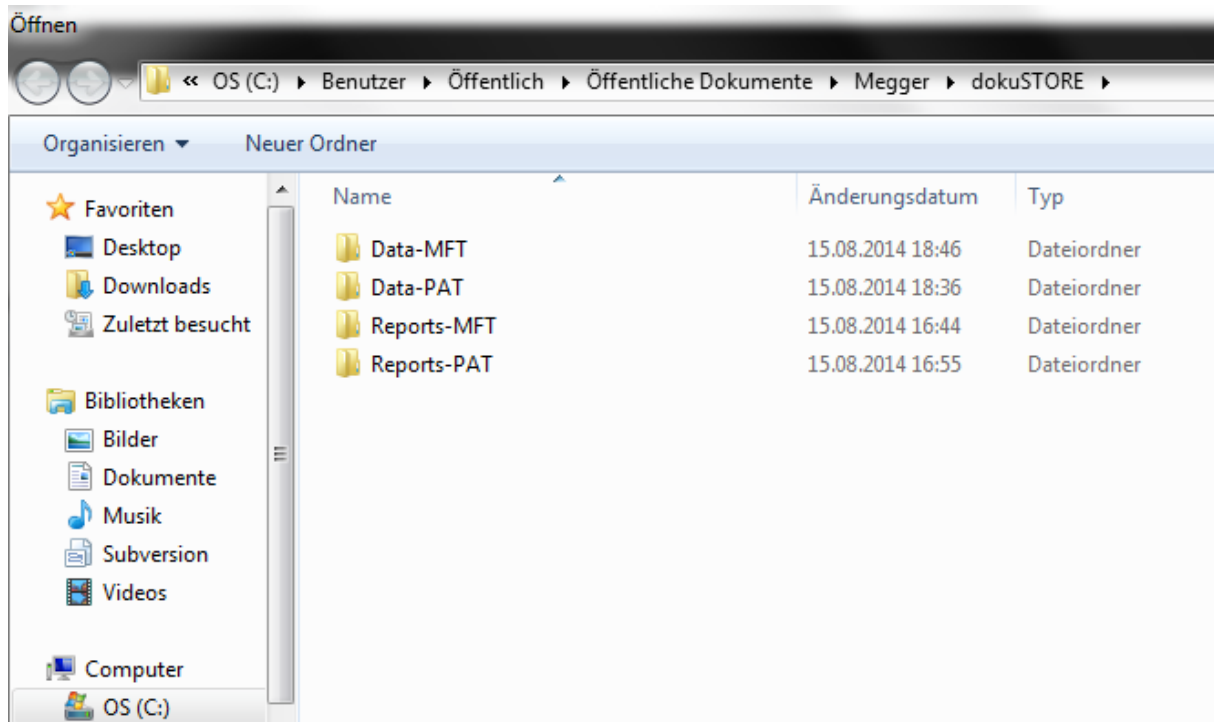 Öffnen
« OS (C:) ▸ Benutzer ▸ Öffentlich ▸ Öffentliche Dokumente ▸ Megger ▸ dokuSTORE ▸
Organisieren ▾ Neuer Ordner
Favoriten
Desktop
Downloads
Zuletzt besucht
Bibliotheken
Bilder
Dokumente
Musik
Subversion
Videos
Computer
OS (C:)
Name Änderungsdatum Typ
Data-MFT 15.08.2014 18:46 Dateiordner
Data-PAT 15.08.2014 18:36 Dateiordner
Reports-MFT 15.08.2014 16:44 Dateiordner
Reports-PAT 15.08.2014 16:55 Dateiordner